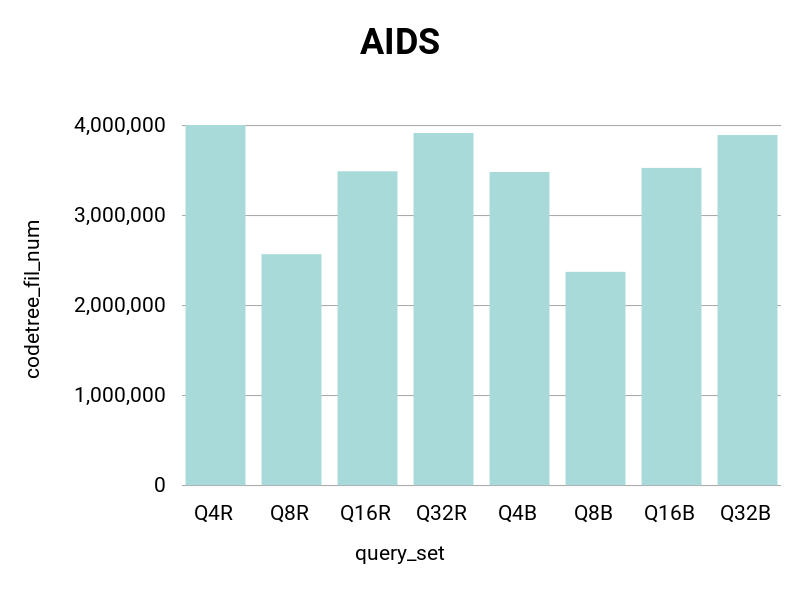 AIDS
codetree_fil_num
4,000,000
3,000,000
2,000,000
1,000,000
0
Q4R Q8R Q16R Q32R Q4B Q8B Q16B Q32B
query_set